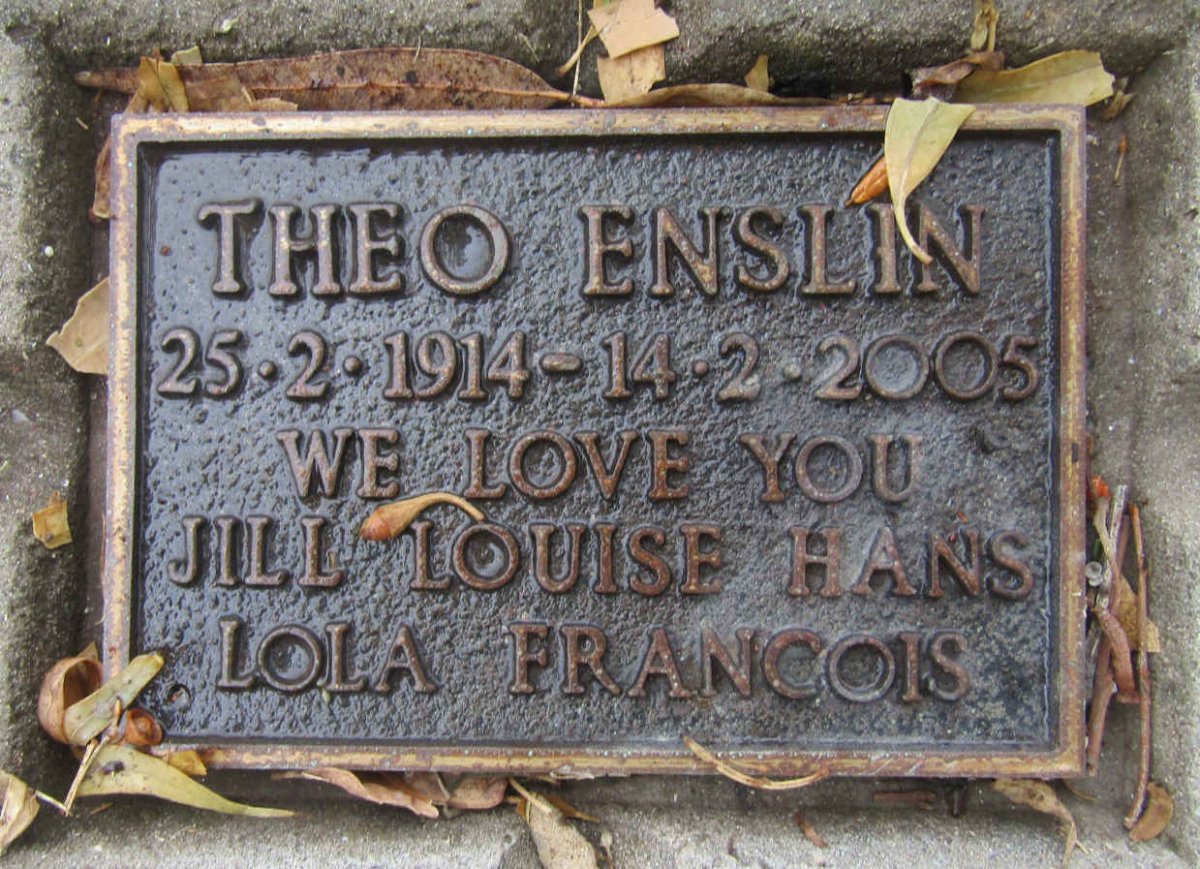 THEO ENSLIN
25·2·1914-14·2·2005
WE LOVE YOU
JILL LOUISE HANS
LOLA FRANCOIS